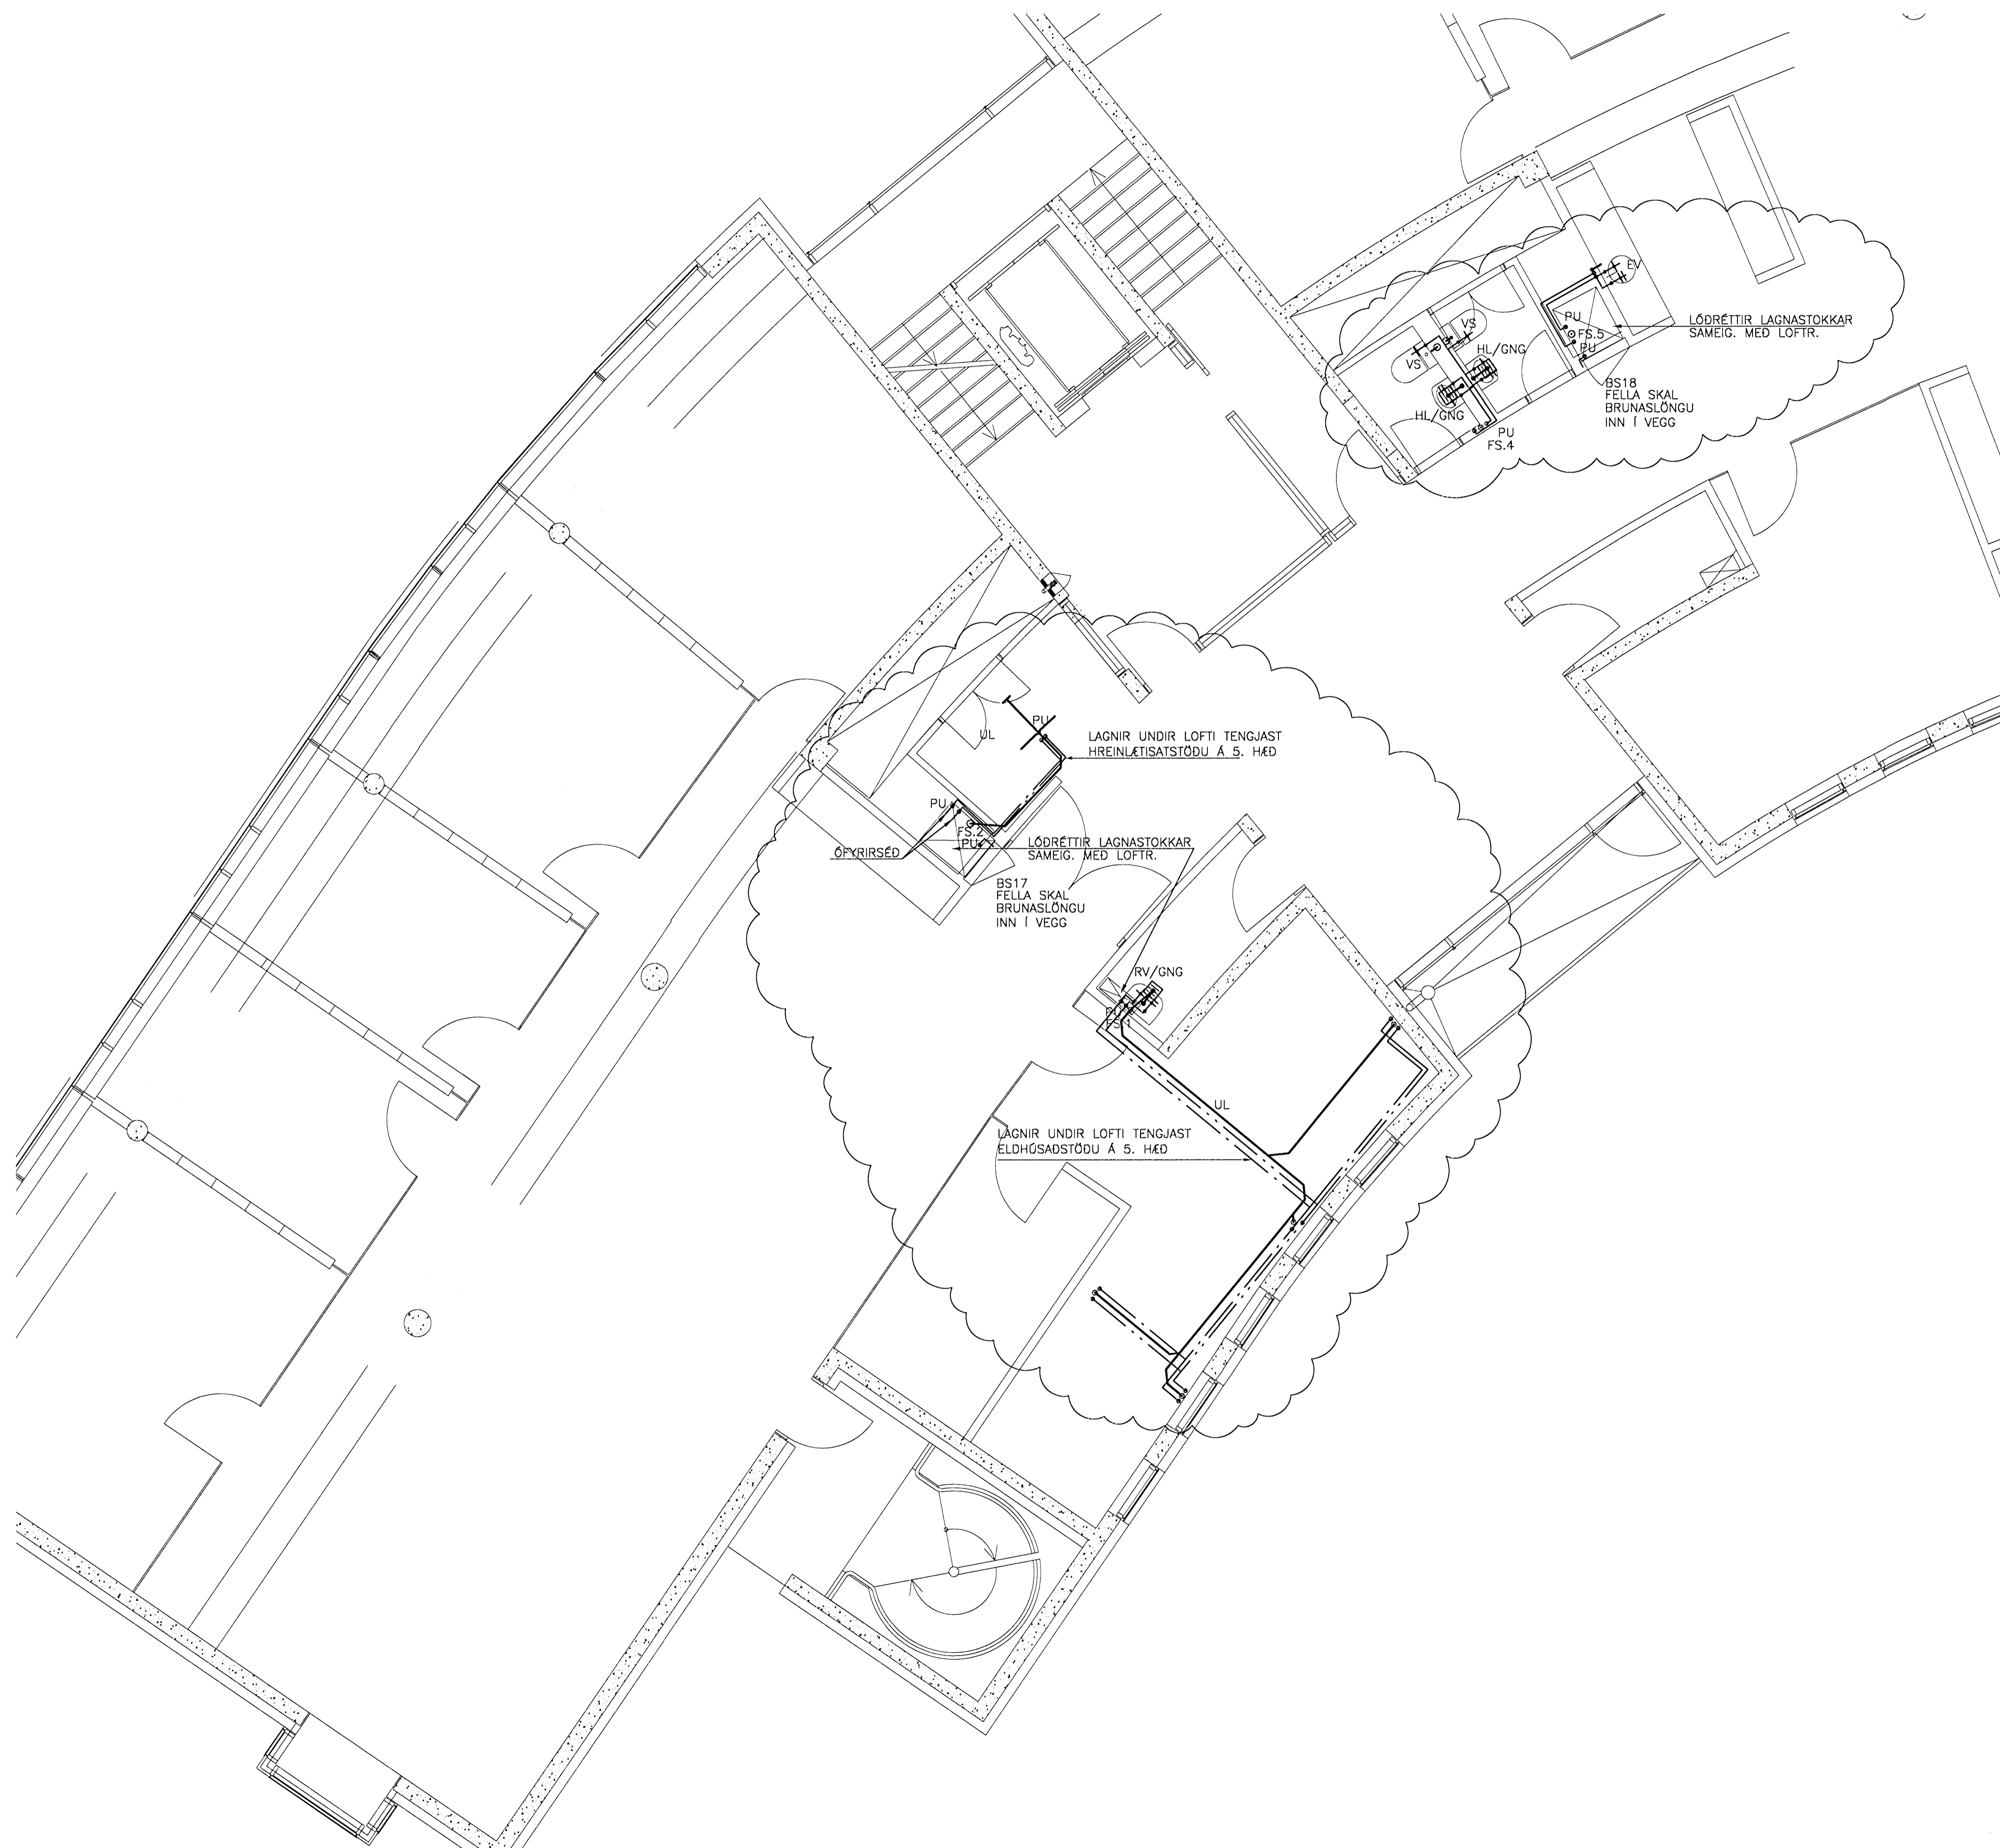 EV
PU
FS.5
PU
LÓÐRÉTTIR LAGNASTOKKAR
SAMEIG. MEÐ LOFTR.
VS
VS
HL/GNG
HL/GNG
BS18
FELLA SKAL
BRUNASLÖNGU
INN Í VEGG
PU
FS.4
PU
UL
LAGNIR UNDIR LOFTI TENGJAST
HREINLÆTISATSTÖÐU Á 5. HÆÐ
PU
FS.2
PU
ÓFYRIRSÉÐ
LÓÐRÉTTIR LAGNASTOKKAR
SAMEIG. MEÐ LOFTR.
BS17
FELLA SKAL
BRUNASLÖNGU
INN Í VEGG
RV/GNG
PU
FS.1
UL
LAGNIR UNDIR LOFTI TENGJAST
ELDHÚSAÐSTÖÐU Á 5. HÆÐ